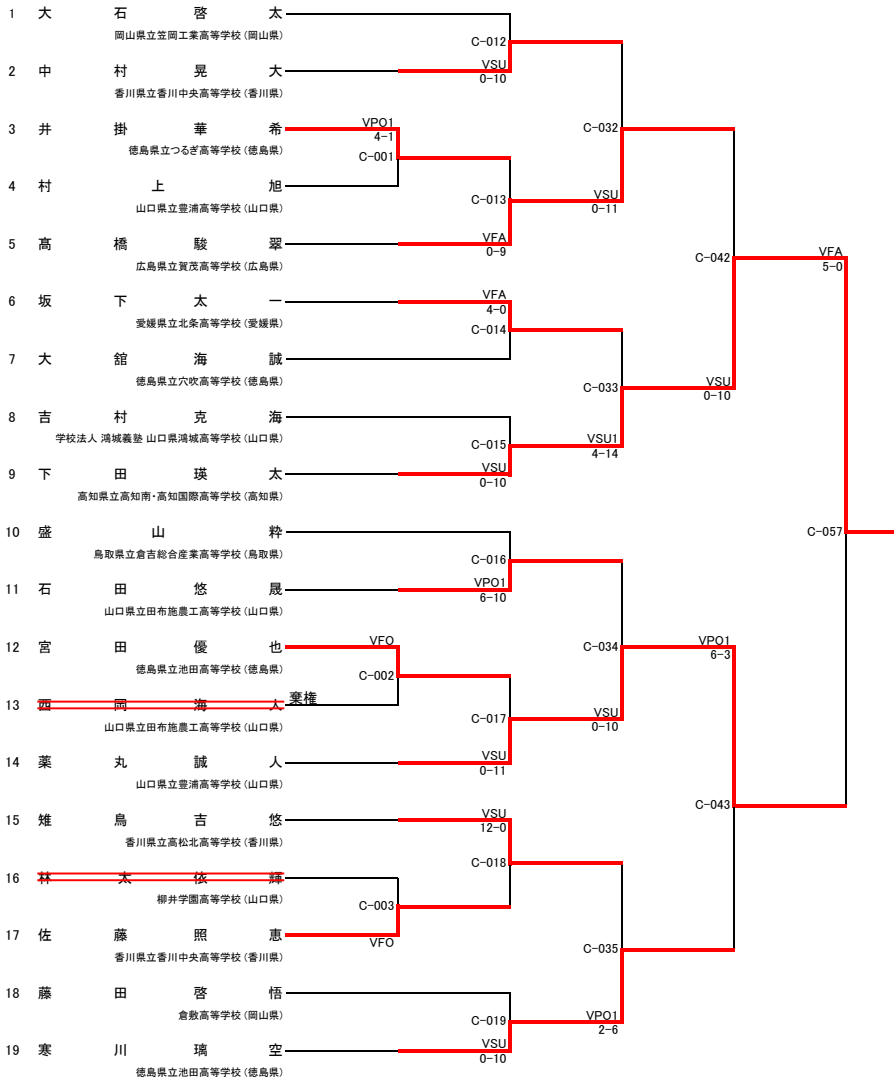 1 大 石 啓 太
岡山県立笠岡工業高等学校 (岡山県)
C-012
2 中 村 晃 大
VSU
0-10
香川県立香川中央高等学校 (香川県)
3 井 掛 華 希
VPO1
4-1
C-032
徳島県立つるぎ高等学校 (徳島県)
C-001
4 村 上 旭
山口県立豊浦高等学校 (山口県)
C-013
VSU
0-11
5 髙 橋 駿 翠
VFA
0-9
広島県立賀茂高等学校 (広島県)
C-042
VFA
5-0
6 坂 下 太 一
VFA
4-0
愛媛県立北条高等学校 (愛媛県)
C-014
7 大 舘 海 誠
徳島県立穴吹高等学校 (徳島県)
C-033
VSU
0-10
8 吉 村 克 海
学校法人 鴻城義塾 山口県鴻城高等学校 (山口県)
C-015
VSU1
4-14
9 下 田 瑛 太
VSU
0-10
高知県立高知南・高知国際高等学校 (高知県)
10 盛 山 粋
C-057
鳥取県立倉吉総合産業高等学校 (鳥取県)
C-016
11 石 田 悠 晟
VPO1
6-10
山口県立田布施農工高等学校 (山口県)
12 宮 田 優 也
VFO
C-034
VPO1
6-3
徳島県立池田高等学校 (徳島県)
C-002
13 西 岡 海 人
棄権
山口県立田布施農工高等学校 (山口県)
C-017
VSU
0-10
14 薬 丸 誠 人
VSU
0-11
山口県立豊浦高等学校 (山口県)
C-043
15 雉 鳥 吉 悠
VSU
12-0
香川県立高松北高等学校 (香川県)
C-018
16 林 太 依 輝
柳井学園高等学校 (山口県)
C-003
17 佐 藤 照 恵
VFO
C-035
香川県立香川中央高等学校 (香川県)
18 藤 田 啓 悟
倉敷高等学校 (岡山県)
C-019
VPO1
2-6
19 寒 川 璃 空
VSU
0-10
徳島県立池田高等学校 (徳島県)